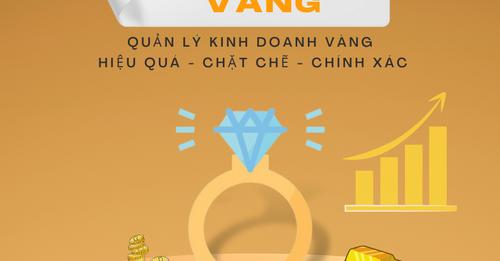 VÀNG
QUẢN LÝ KINH DOANH VÀNG
HIỆU QUẢ - CHẶT CHẼ - CHÍNH XÁC